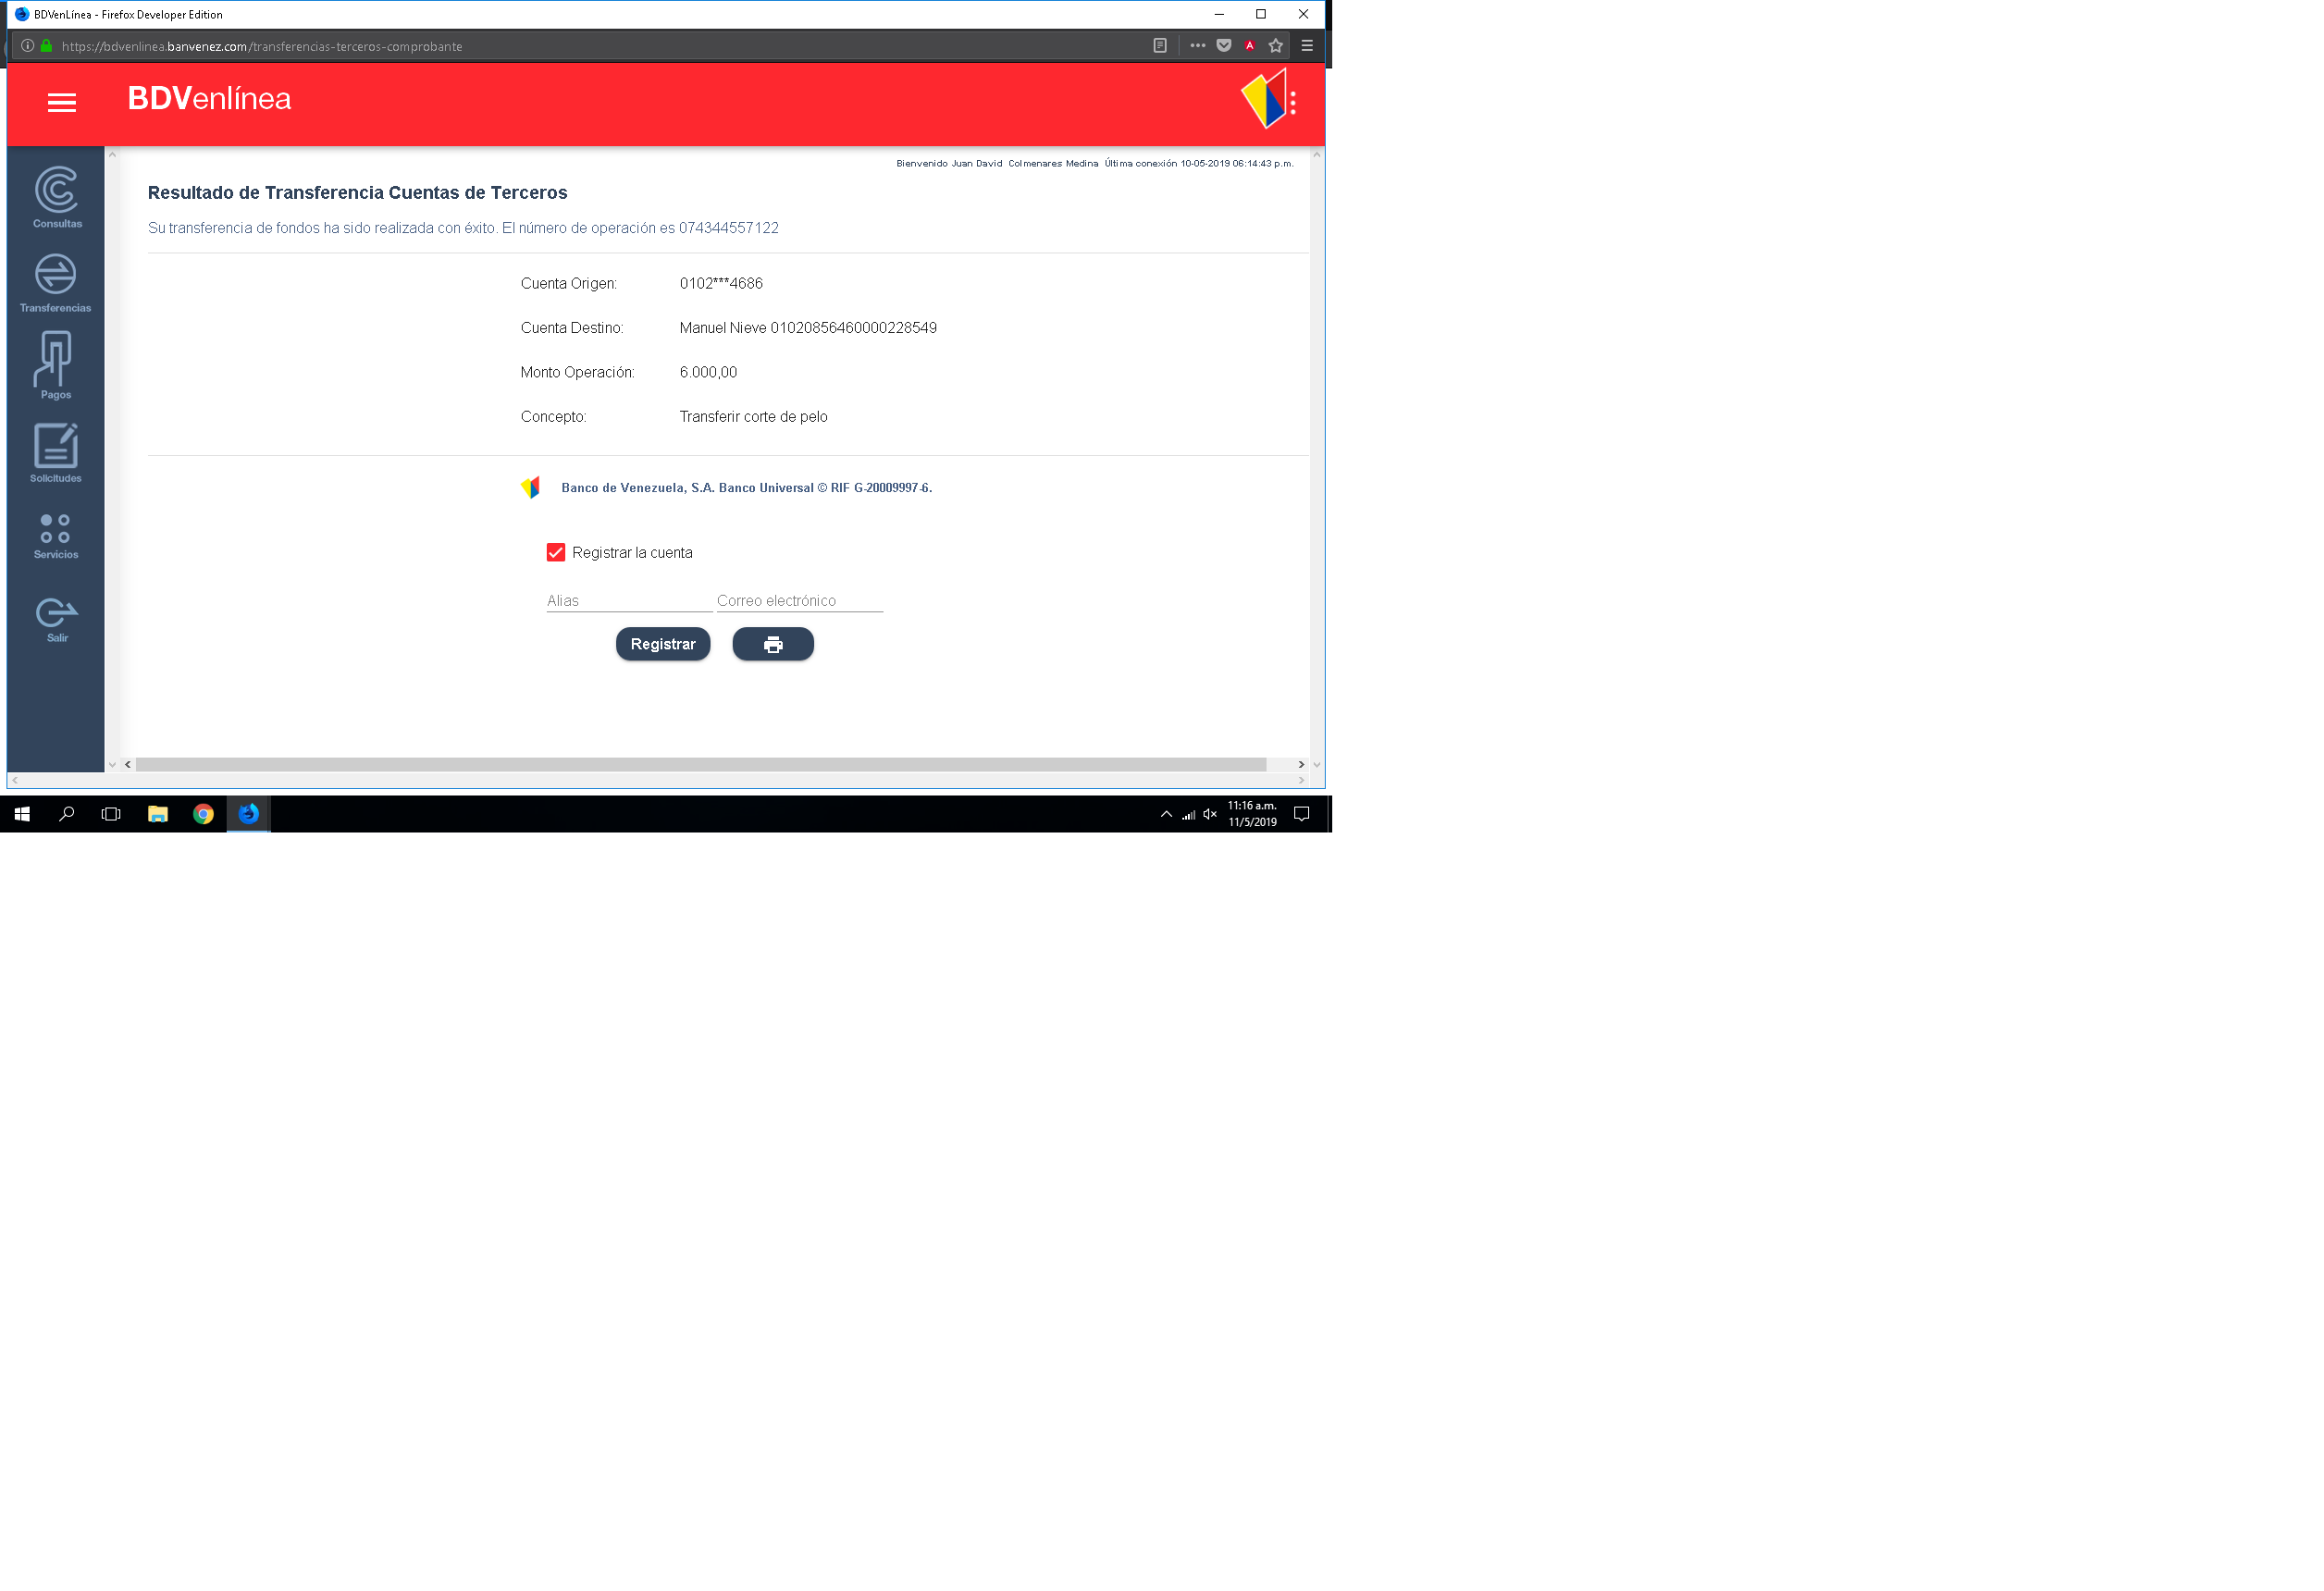 BDVenLínea - Firefox Developer Edition
https://bdvenlinea.banvenez.com/transferencias-terceros-comprobante
BDVenlínea
Bienvenido Juan David Colmenares Medina Última conexión 10-05-2019 06:14:43 p.m.
Consultas
Transferencias
Pagos
Solicitudes
Servicios
Salir
Resultado de Transferencia Cuentas de Terceros
Su transferencia de fondos ha sido realizada con éxito. El número de operación es 074344557122
Cuenta Origen: 0102***4686
Cuenta Destino: Manuel Nieve 01020856460000228549
Monto Operación: 6.000,00
Concepto: Transferir corte de pelo
Banco de Venezuela, S.A. Banco Universal © RIF G-20009997-6.
Registrar la cuenta
Alias Correo electrónico
Registrar
11:16 a.m.
11/5/2019